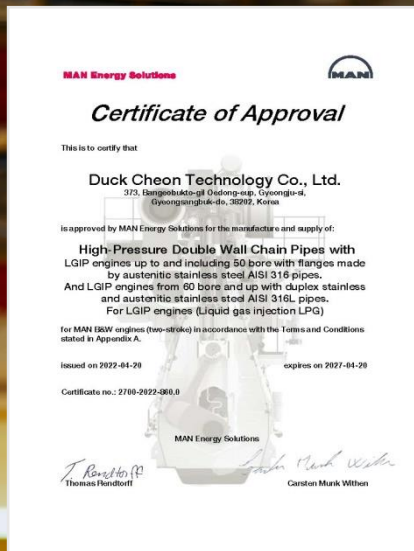 MAN Energy Solutions
MAN
Certificate of Approval
This is to certify that
Duck Cheon Technology Co., Ltd.
373, Bangeobukto-gil Oedong-eup, Gyeongju-si,
Gyeongsangbuk-do, 38202, Korea
is approved by MAN Energy Solutions for the manufacture and supply of:
High-Pressure Double Wall Chain Pipes with
LGIP engines up to and including 50 bore with flanges made
by austenitic stainless steel AISI 316 pipes.
And LGIP engines from 60 bore and up with duplex stainless
and austenitic stainless steel AISI 316L pipes.
For LGIP engines (Liquid gas injection LPG)
for MAN B&W engines (two-stroke) in accordance with the Terms and Conditions
stated in Appendix A.
issued on 2022-04-20 expires on 2027-04-20
Certificate no.: 2700-2022-860.0
MAN Energy Solutions
T. Rendtorff
Carsten Munk Withen
Thomas Rendtorff Carsten Munk Withen